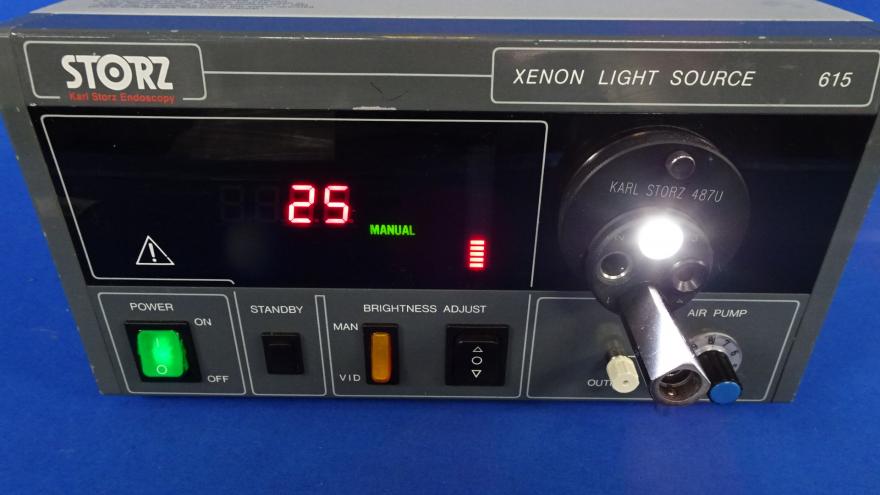 STORZ
Karl Storz Endoscopy
XENON LIGHT SOURCE 615
KARL STORZ 487U
25
MANUAL
POWER
ON
OFF
STANDBY
BRIGHTNESS ADJUST
MAN
VID
AIR PUMP